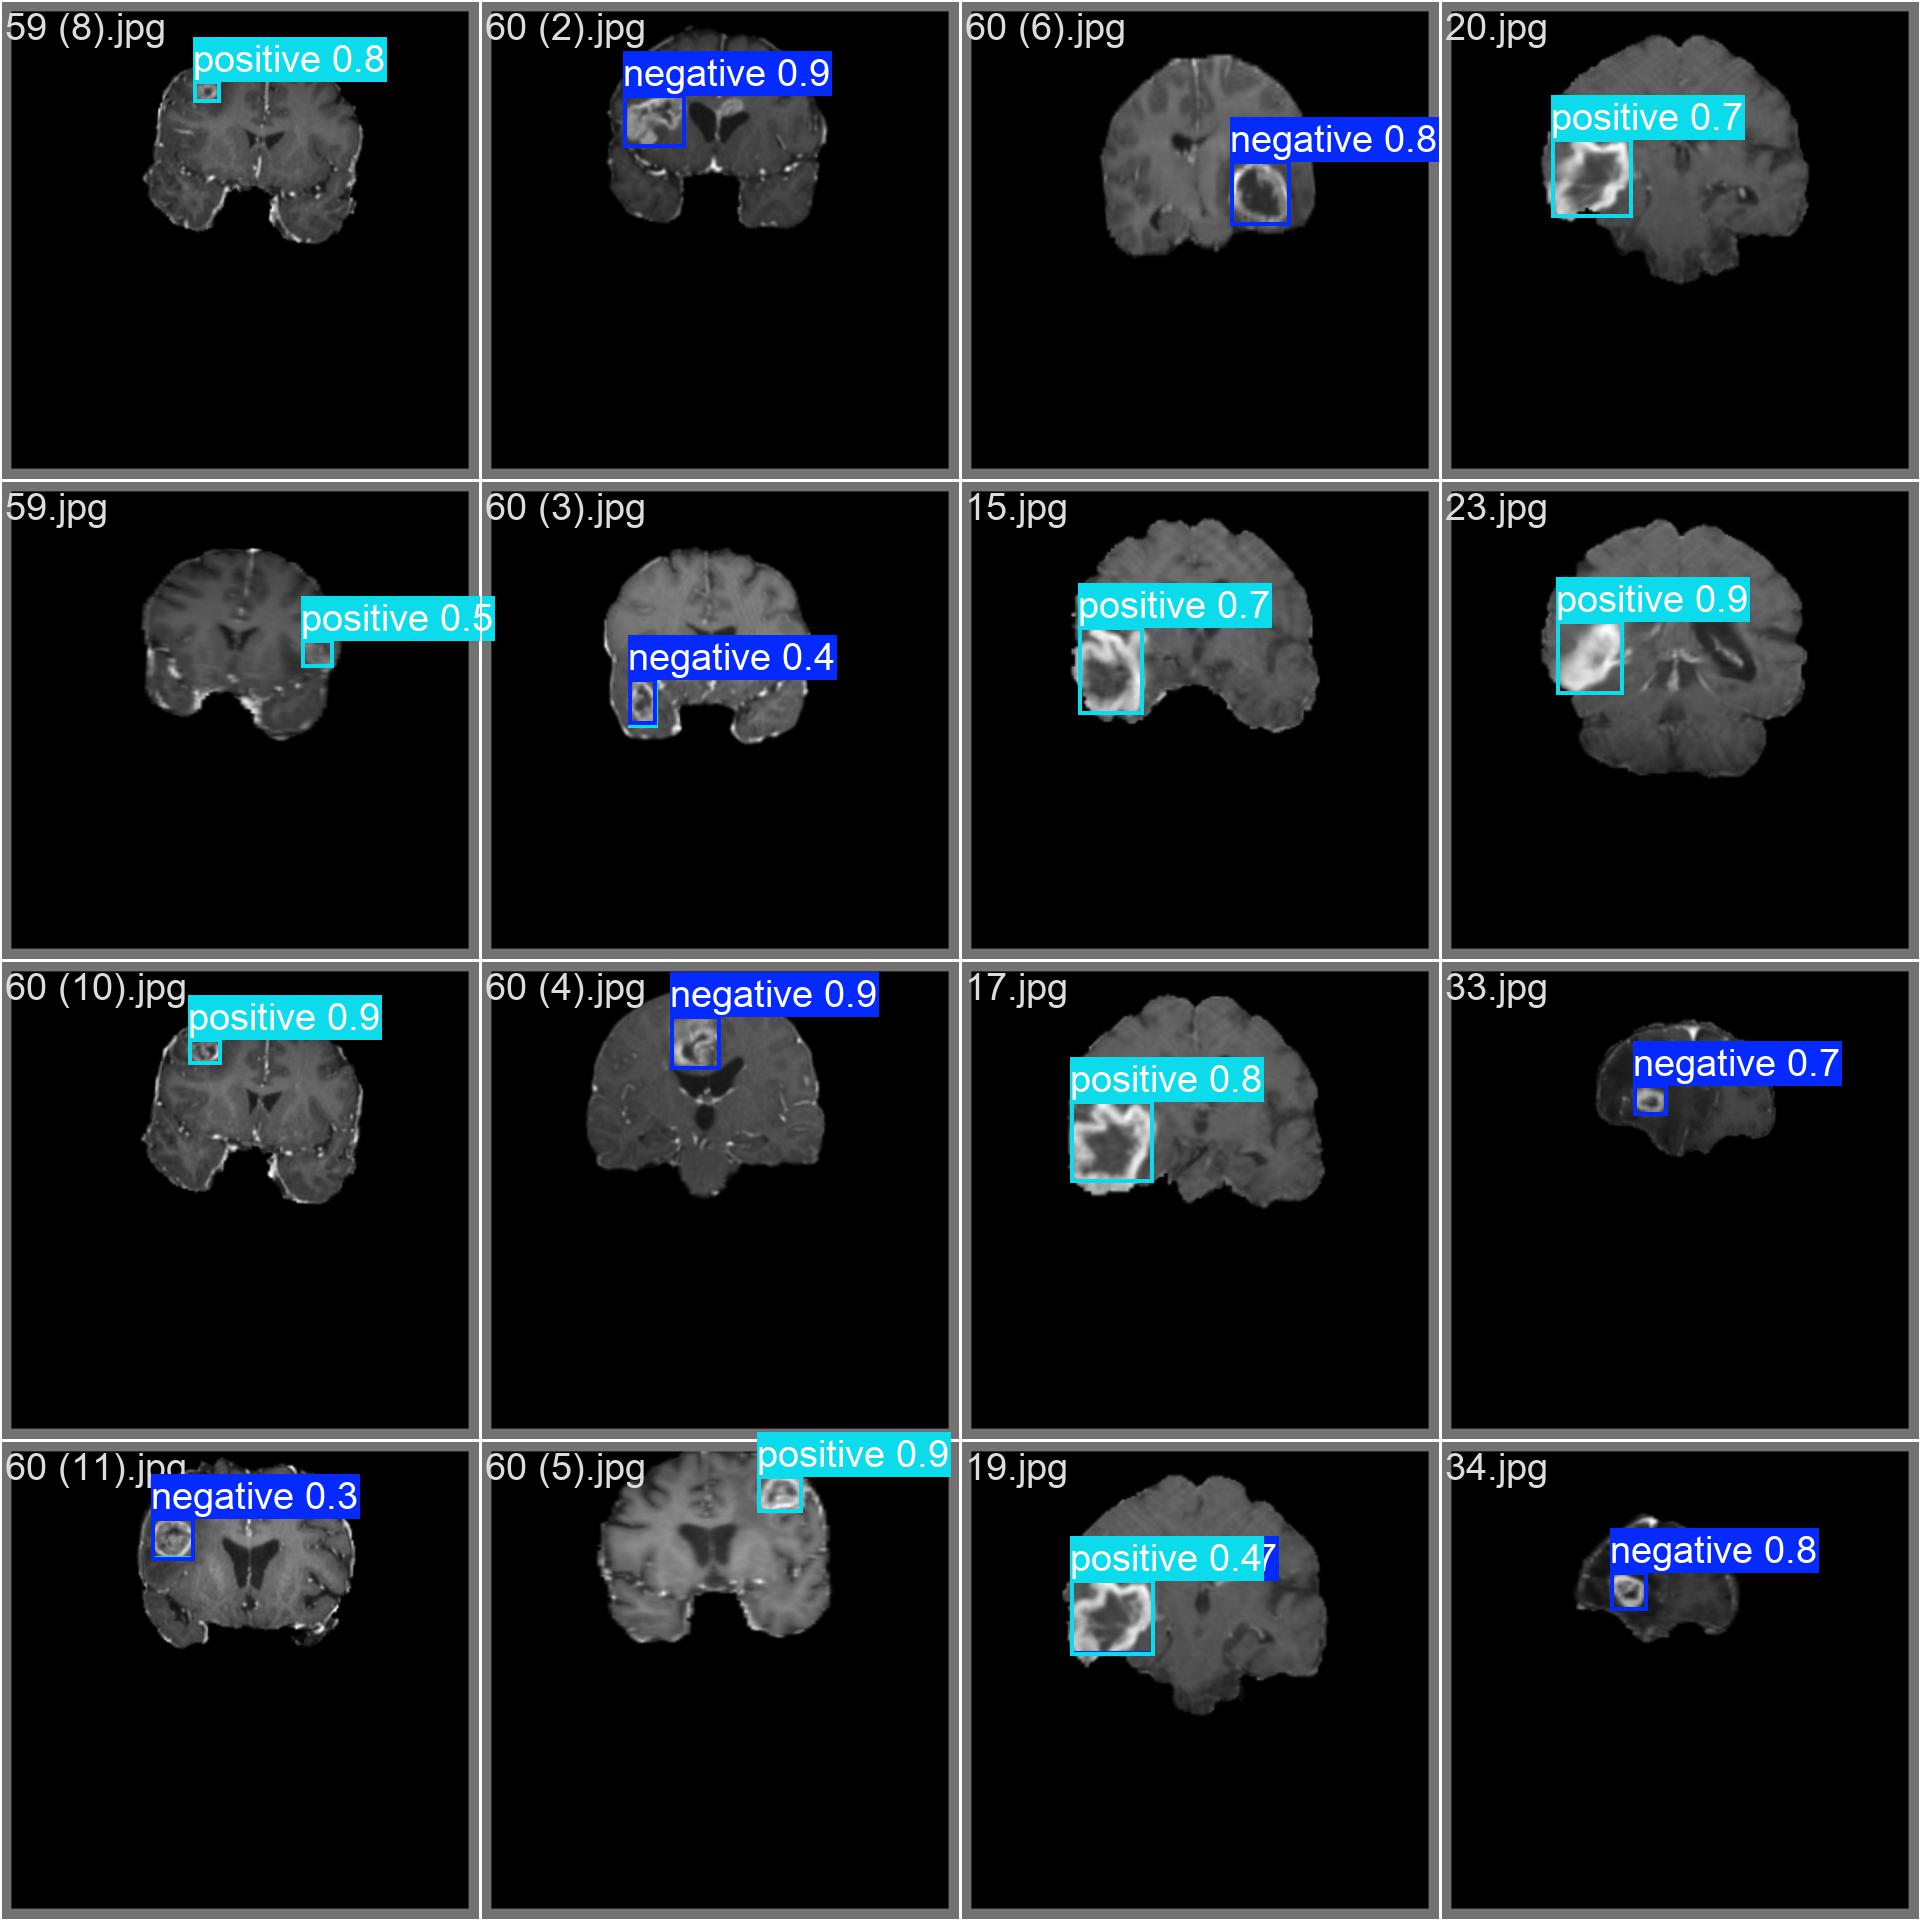 59 (8).jpg
positive 0.8
60 (2).jpg
negative 0.9
60 (6).jpg
negative 0.8
20.jpg
positive 0.7
59.jpg
positive 0.5
60 (3).jpg
negative 0.4
15.jpg
positive 0.7
23.jpg
positive 0.9
60 (10).jpg
positive 0.9
60 (4).jpg
negative 0.9
17.jpg
positive 0.8
33.jpg
negative 0.7
60 (11).jpg
negative 0.3
60 (5).jpg
positive 0.9
19.jpg
positive 0.4
34.jpg
negative 0.8